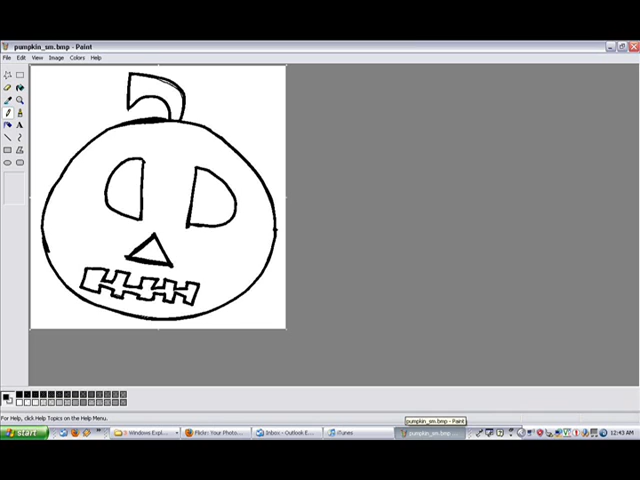 pumpkin_sm.bmp - Paint
File Edit View Image Colors Help
A
For Help, click Help Topics on the Help Menu.
pumpkin_sm.bmp - Paint
start
3 Windows Expl...
Flickr: Your Photo...
Inbox - Outlook E...
iTunes
pumpkin_sm.bmp ...
12:43 AM